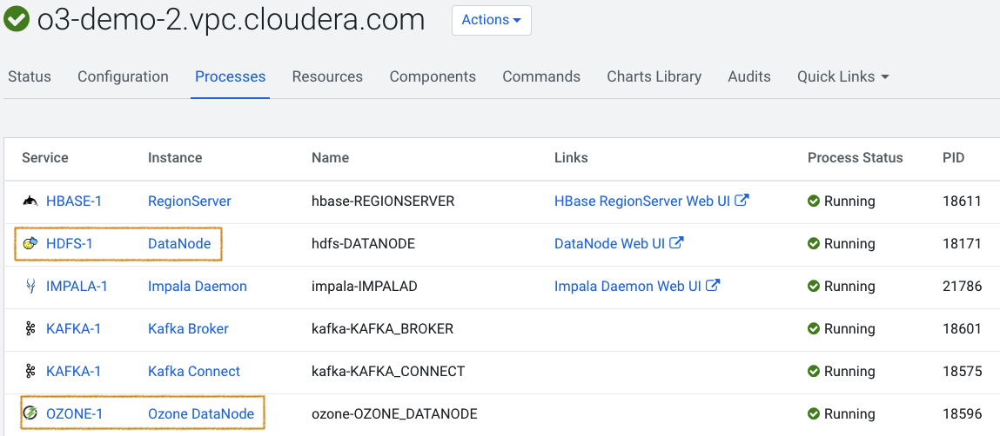 o3-demo-2.vpc.cloudera.com Actions
Status Configuration Processes Resources Components Commands Charts Library Audits Quick Links
Service Instance Name Links Process Status PID
HBASE-1 RegionServer hbase-REGIONSERVER HBase RegionServer Web UI Running 18611
HDFS-1 DataNode hdfs-DATANODE DataNode Web UI Running 18171
IMPALA-1 Impala Daemon impala-IMPALAD Impala Daemon Web UI Running 21786
KAFKA-1 Kafka Broker kafka-KAFKA_BROKER Running 18601
KAFKA-1 Kafka Connect kafka-KAFKA_CONNECT Running 18575
OZONE-1 Ozone DataNode ozone-OZONE_DATANODE Running 18596